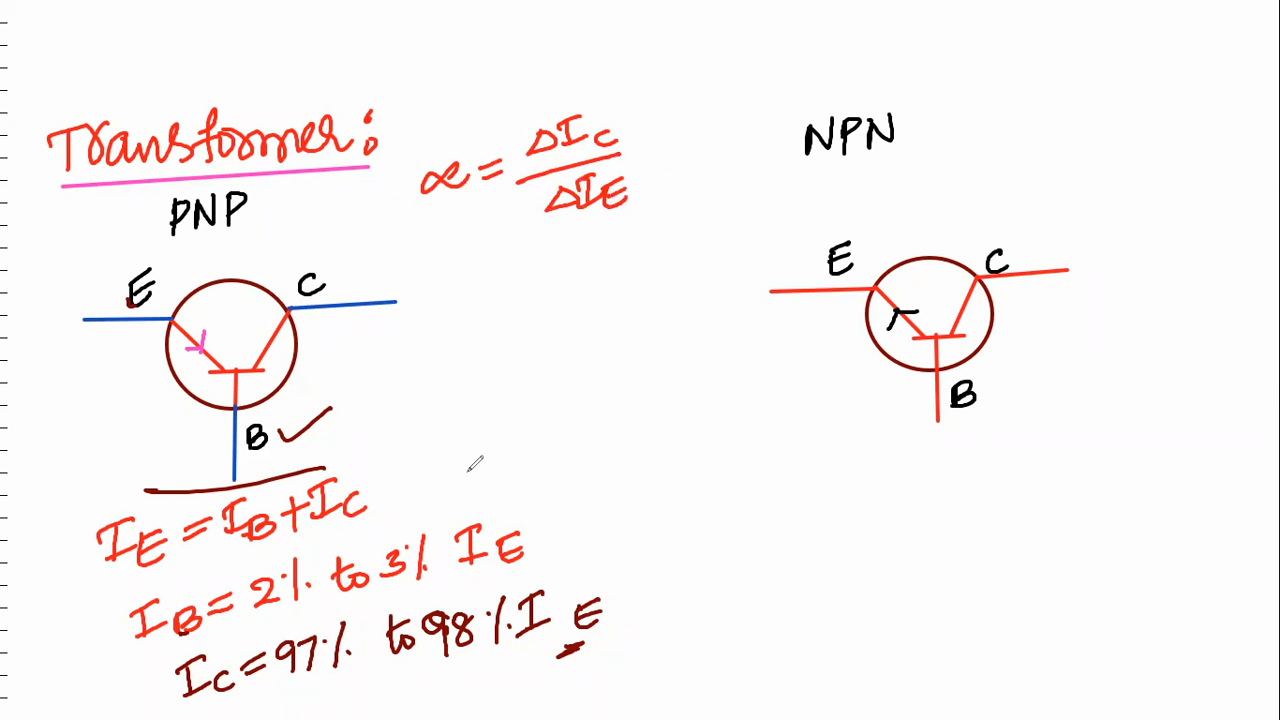 Transformer:
∝ = ΔIC / ΔIE
PNP
E
C
B ✓
IE = IB + IC
IB = 2% to 3% IE
IC = 97% to 98% IE
NPN
E
C
B